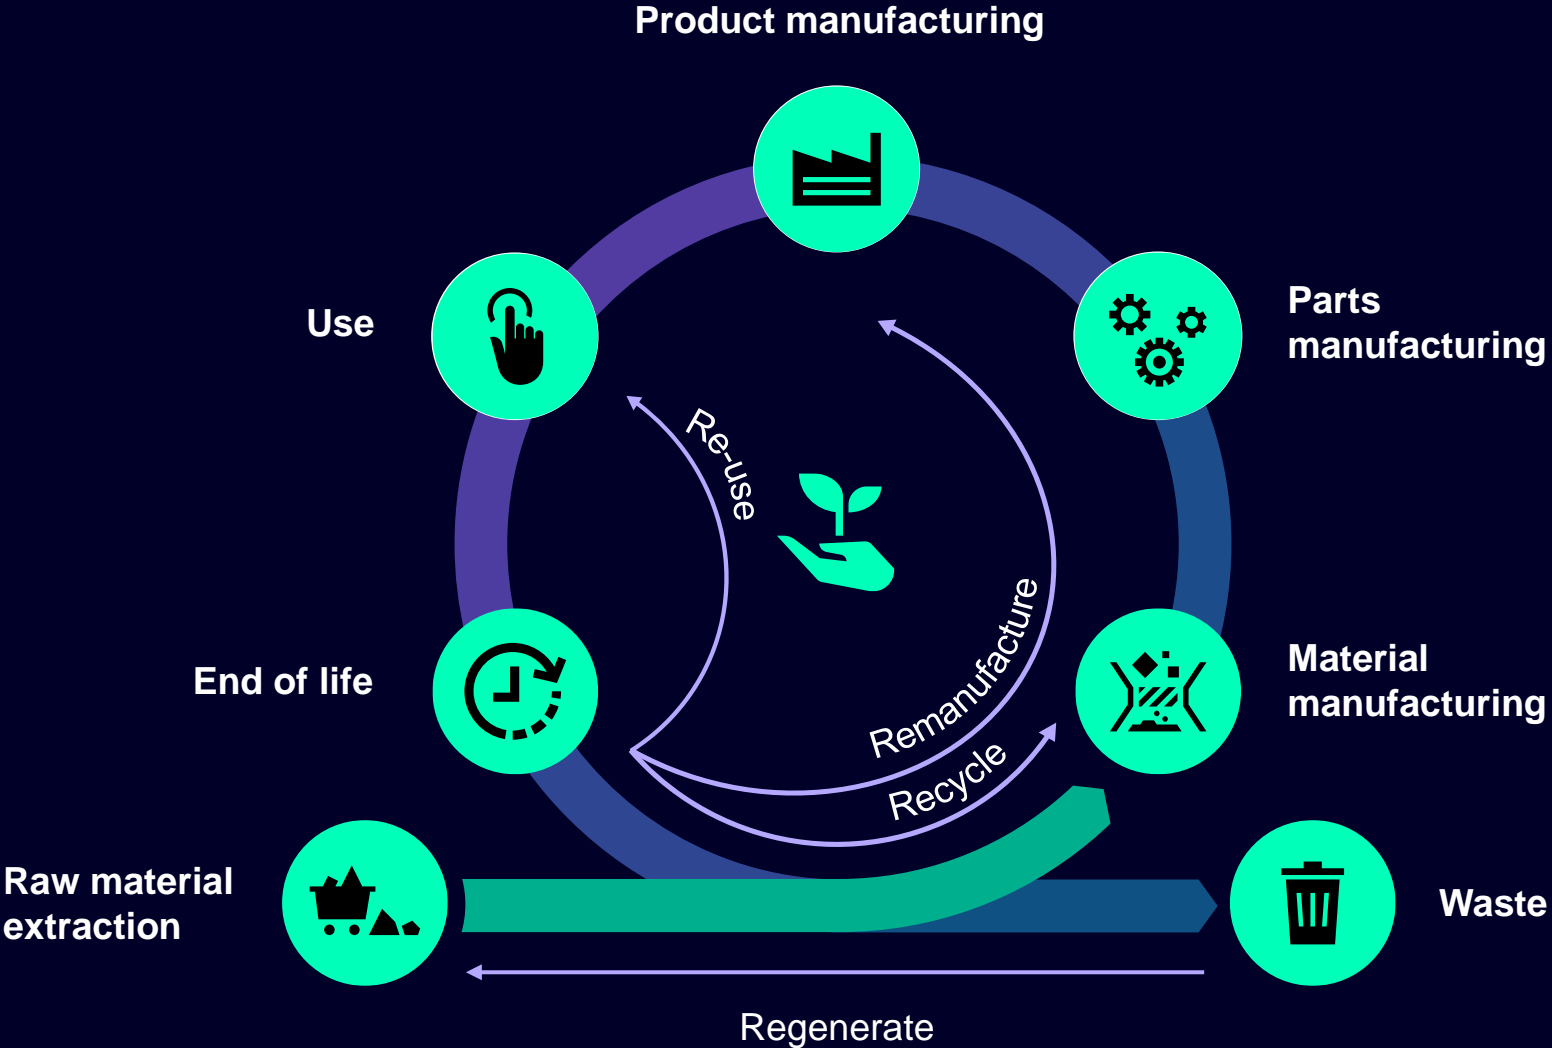 Product manufacturing
Use
Parts
manufacturing
Re-use
End of life
Remanufacture
Material
manufacturing
Recycle
Raw material
extraction
Waste
Regenerate